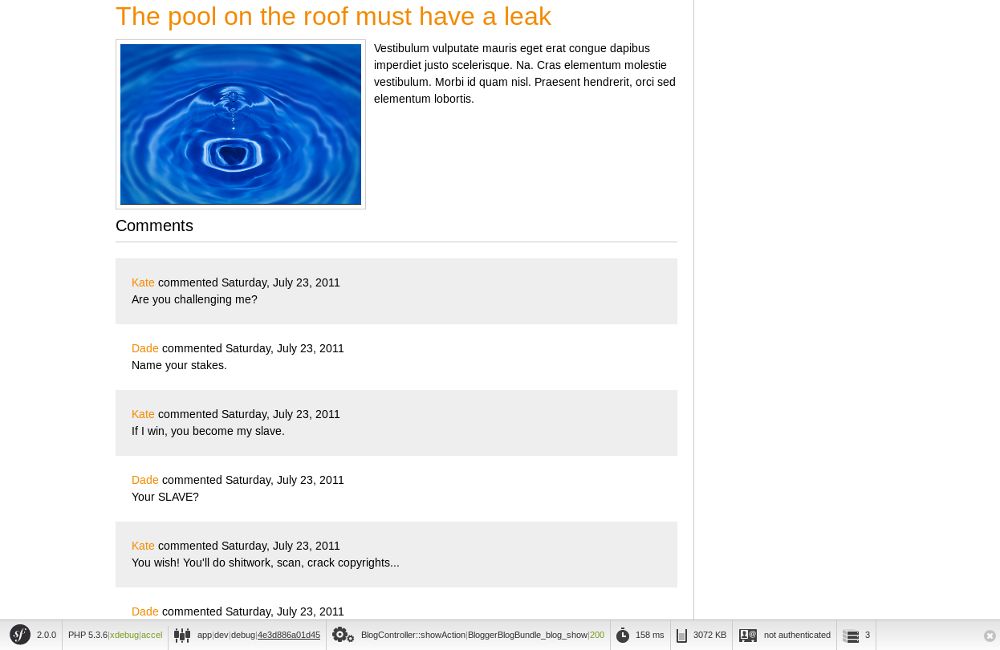 The pool on the roof must have a leak
Vestibulum vulputate mauris eget erat congue dapibus
imperdiet justo scelerisque. Na. Cras elementum molestie
vestibulum. Morbi id quam nisl. Praesent hendrerit, orci sed
elementum lobortis.
Comments
Kate commented Saturday, July 23, 2011
Are you challenging me?
Dade commented Saturday, July 23, 2011
Name your stakes.
Kate commented Saturday, July 23, 2011
If I win, you become my slave.
Dade commented Saturday, July 23, 2011
Your SLAVE?
Kate commented Saturday, July 23, 2011
You wish! You'll do shitwork, scan, crack copyrights...
Dade commented Saturday, July 23, 2011
sf 2.0.0 PHP 5.3.6|xdebug|accel app|dev|debug|4e3d886a01d45 BlogController::showAction|BloggerBlogBundle_blog_show|200 158 ms 3072 KB not authenticated 3